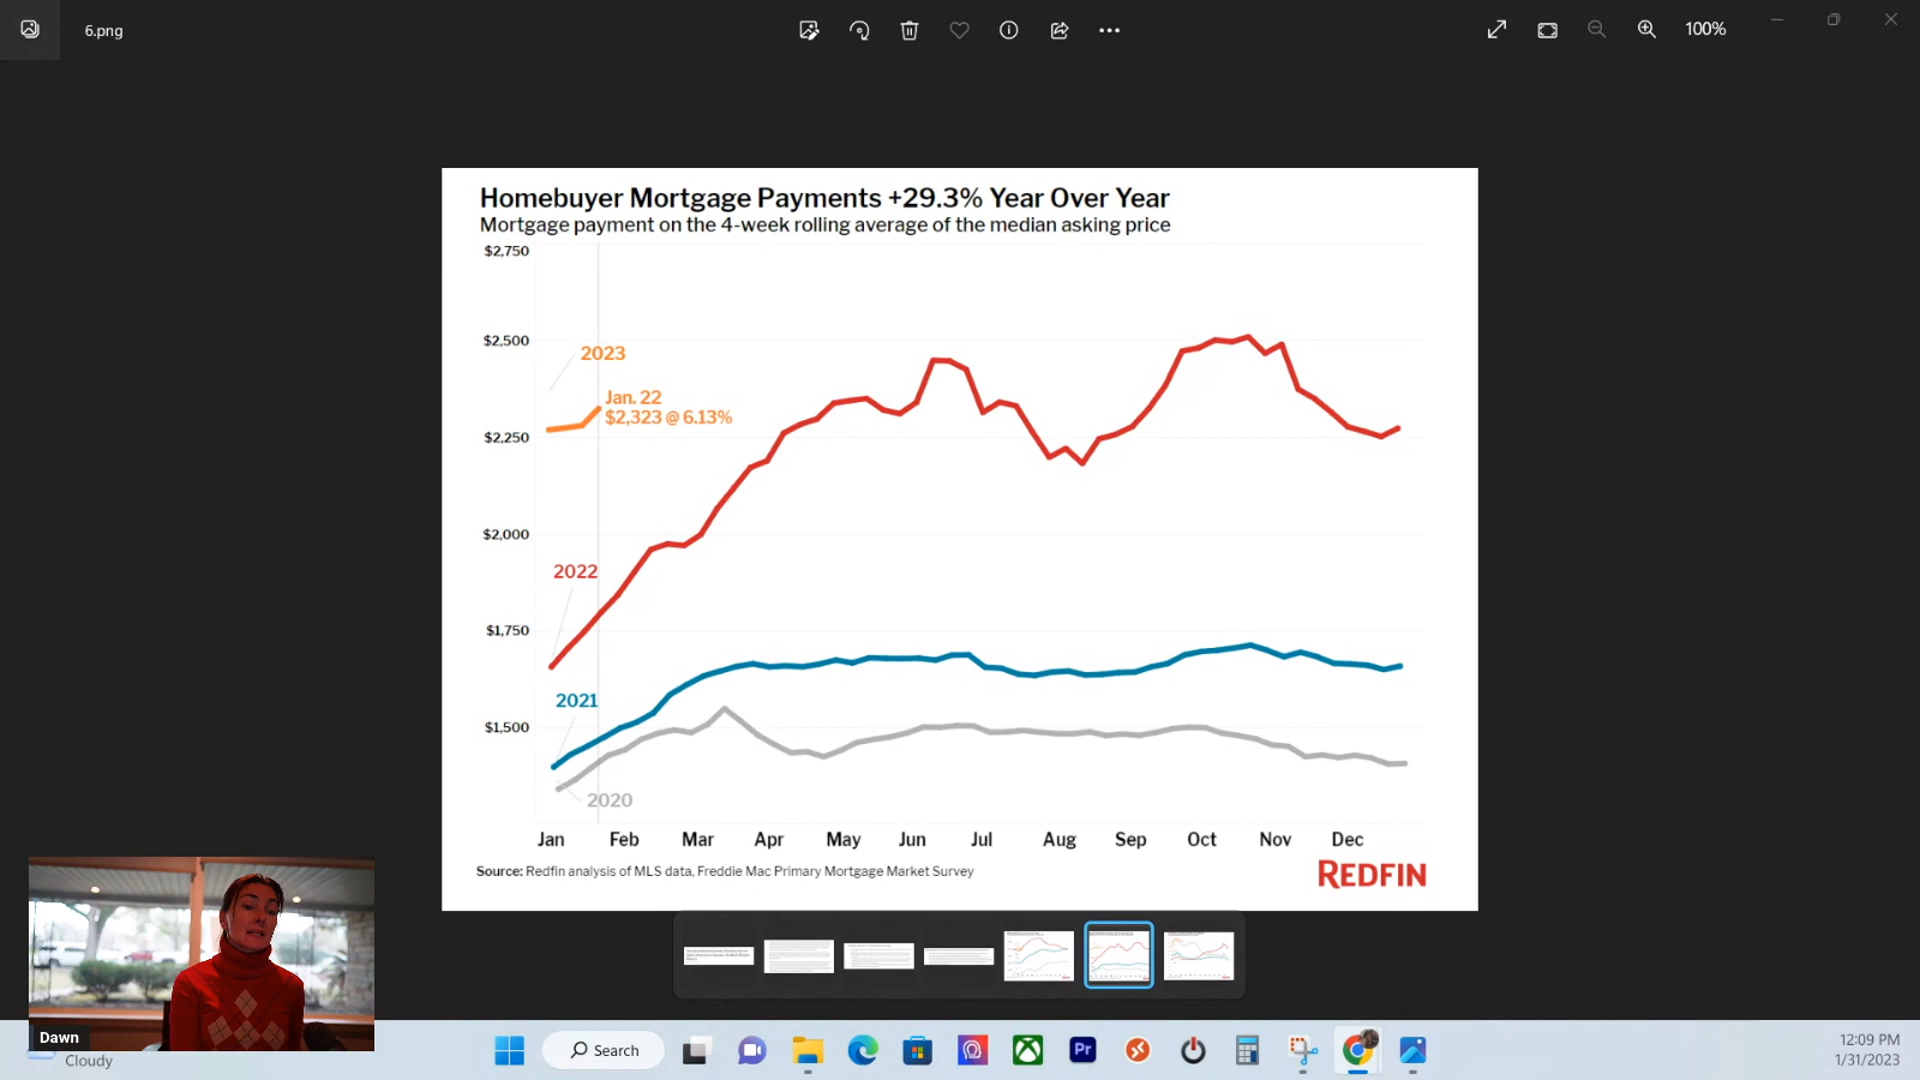 6.png
100%
Homebuyer Mortgage Payments +29.3% Year Over Year
Mortgage payment on the 4-week rolling average of the median asking price
$2,750
$2,500
2023
Jan. 22
$2,323 @ 6.13%
$2,250
$2,000
2022
$1,750
2021
$1,500
2020
Jan Feb Mar Apr May Jun Jul Aug Sep Oct Nov Dec
Source: Redfin analysis of MLS data, Freddie Mac Primary Mortgage Market Survey
REDFIN
Dawn
Cloudy
Search
Pr
12:09 PM
1/31/2023